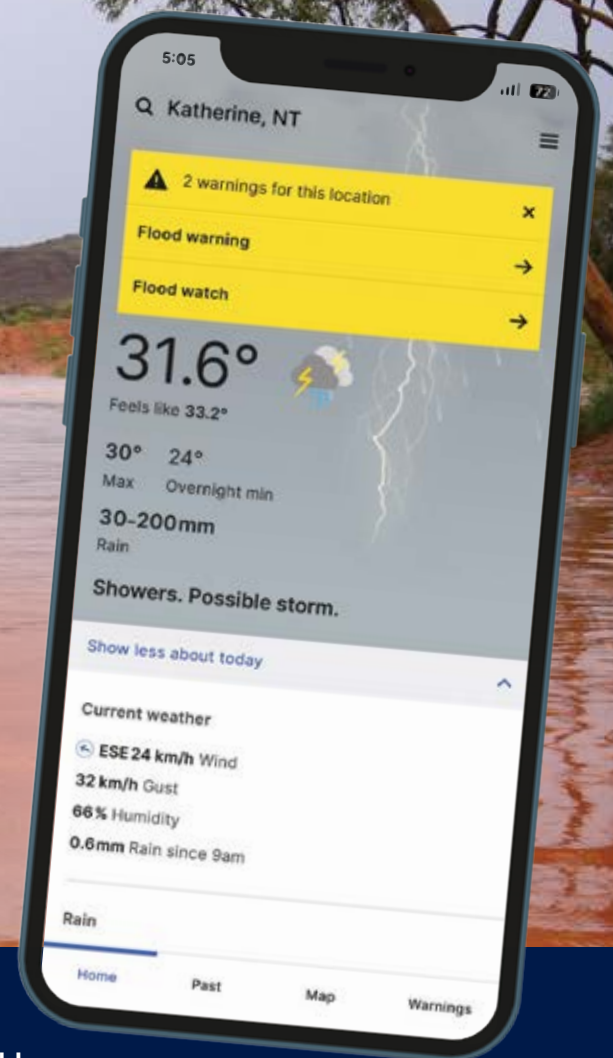 5:05
72
Katherine, NT
2 warnings for this location
Flood warning
Flood watch
31.6°
Feels like 33.2°
30° 24°
Max Overnight min
30-200mm
Rain
Showers. Possible storm.
Show less about today
Current weather
ESE 24 km/h Wind
32 km/h Gust
66% Humidity
0.6mm Rain since 9am
Rain
Home Past Map Warnings